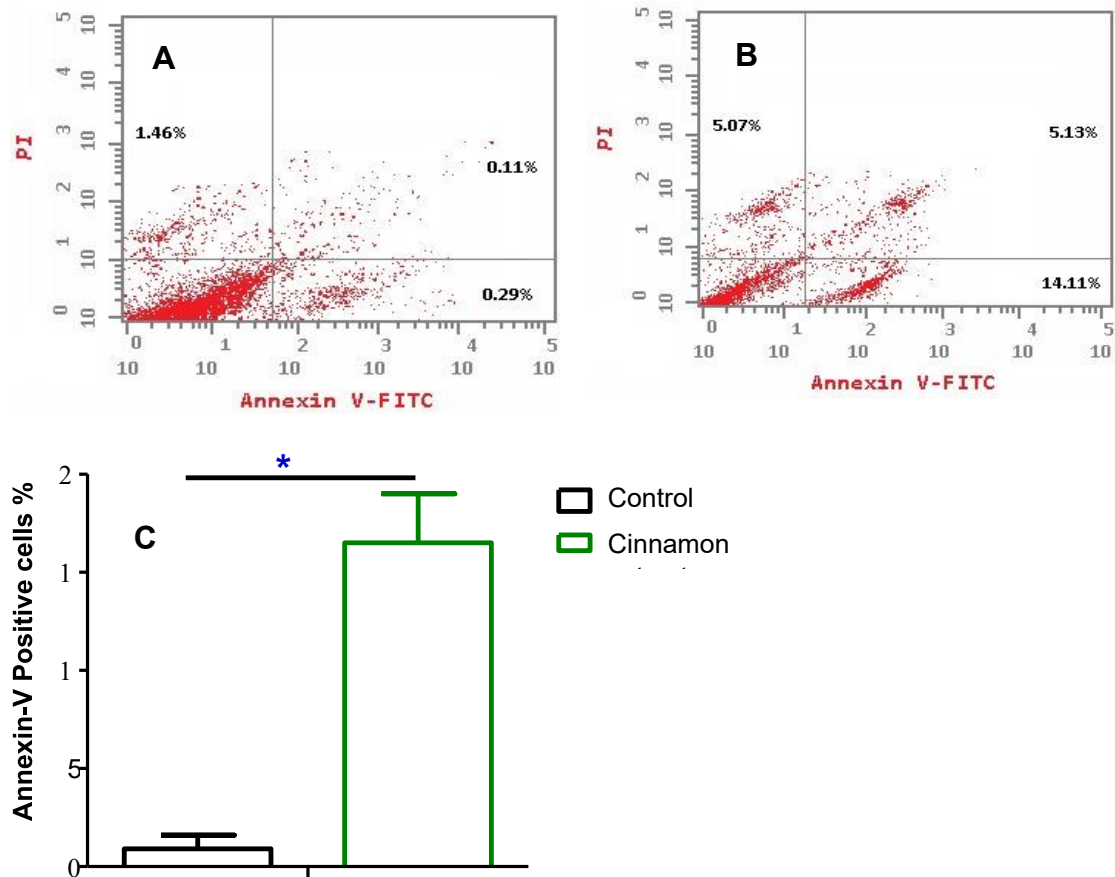 A
5 10
4 10
3 10
2 10
1 10
0 10
PI
1.46%
0.11%
0.29%
0 1 2 3 4 5
10 10 10 10 10 10
Annexin V-FITC
B
5 10
4 10
3 10
2 10
1 10
0 10
PI
5.07%
5.13%
14.11%
0 1 2 3 4 5
10 10 10 10 10 10
Annexin V-FITC
C
Annexin-V Positive cells %
2
1
1
5
0
*
Control
Cinnamon